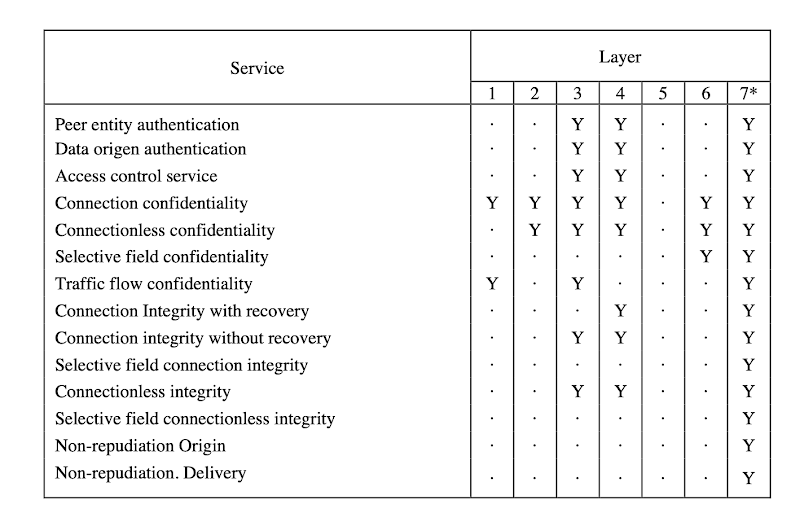 Service Layer
1 2 3 4 5 6 7*
Peer entity authentication · · Y Y · · Y
Data origen authentication · · Y Y · · Y
Access control service · · Y Y · · Y
Connection confidentiality Y Y Y Y · Y Y
Connectionless confidentiality · Y Y Y · Y Y
Selective field confidentiality · · · · · Y Y
Traffic flow confidentiality Y · Y · · · Y
Connection Integrity with recovery · · · Y · · Y
Connection integrity without recovery · · Y Y · · Y
Selective field connection integrity · · · · · · Y
Connectionless integrity · · Y Y · · Y
Selective field connectionless integrity · · · · · · Y
Non-repudiation Origin · · · · · · Y
Non-repudiation. Delivery · · · · · · Y